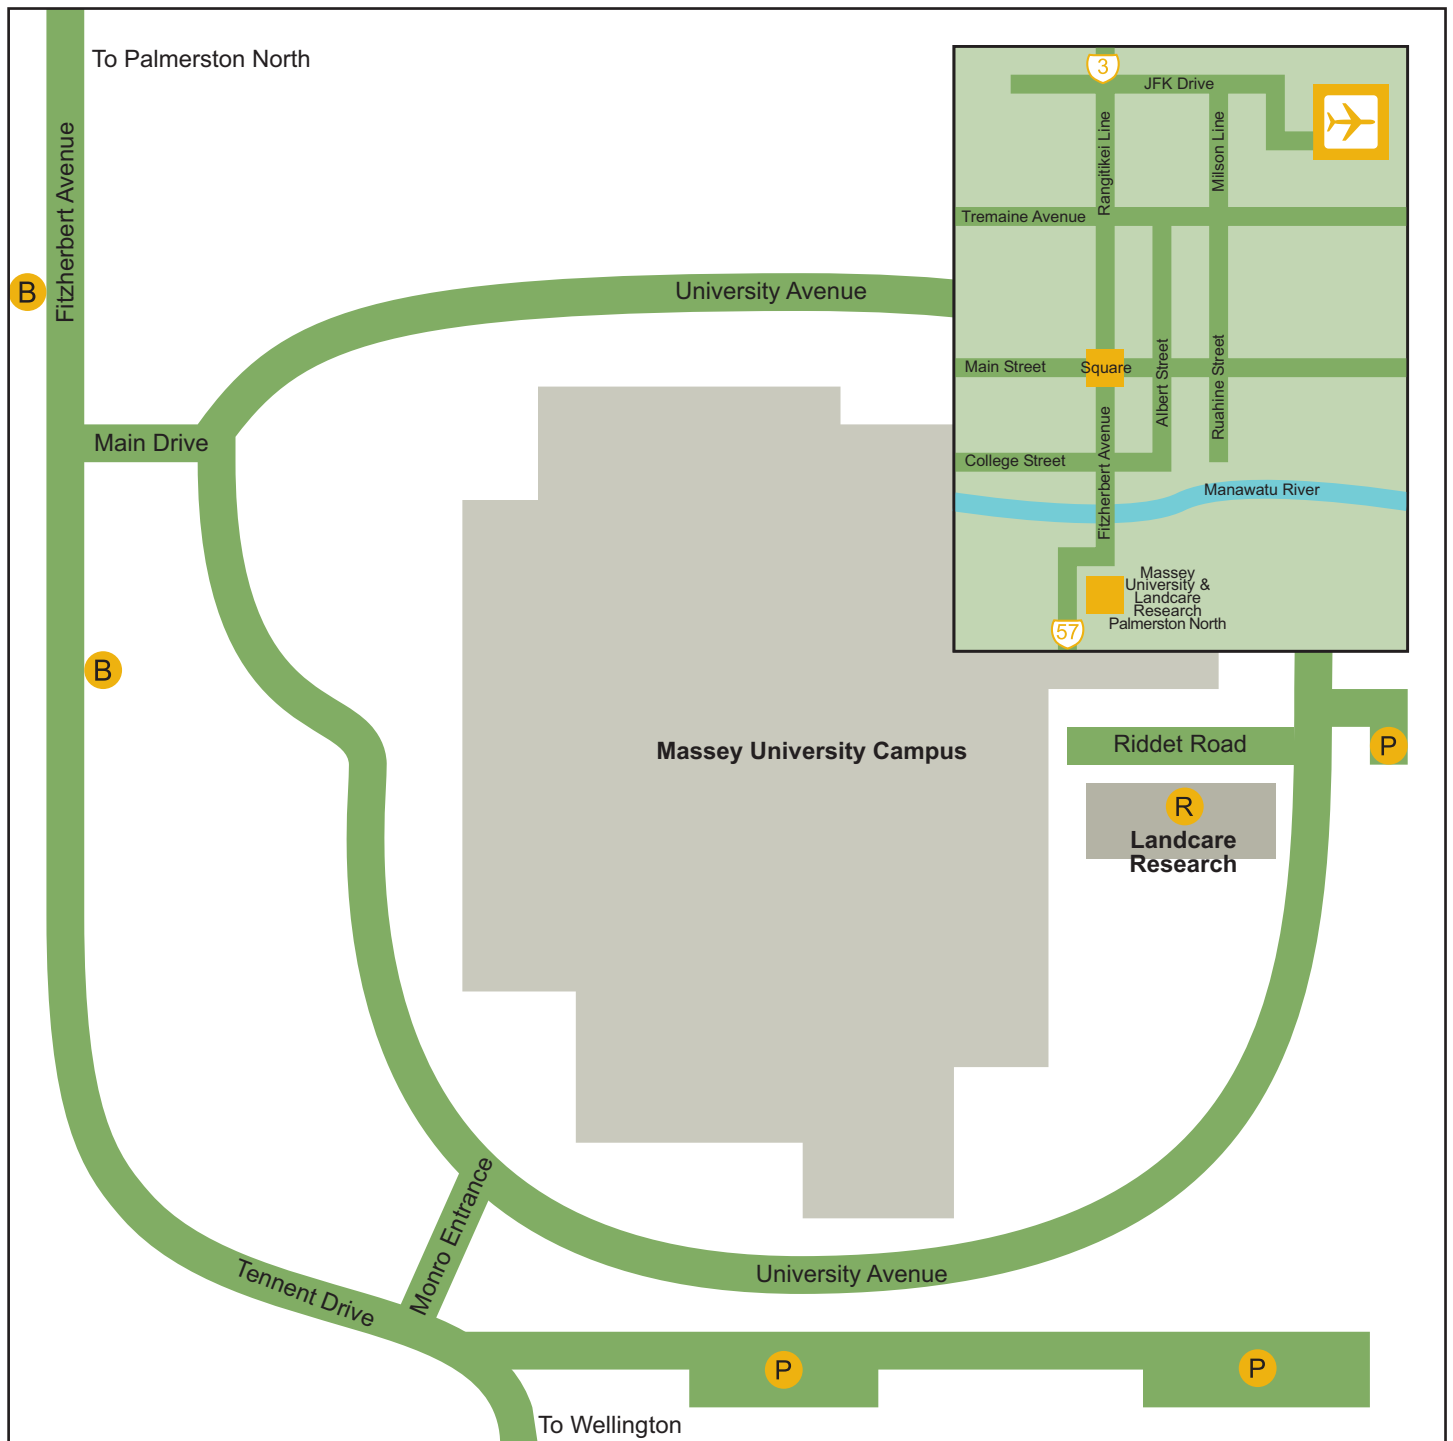 To Palmerston North
Fitzherbert Avenue
B
University Avenue
Main Drive
B
Massey University Campus
Riddet Road
P
R
Landcare
Research
Monro Entrance
Tennent Drive
University Avenue
P
P
To Wellington
3
JFK Drive
Rangitikei Line
Milson Line
Tremaine Avenue
Main Street
Square
Albert Street
Ruahine Street
Fitzherbert Avenue
College Street
Manawatu River
Massey
University &
Landcare
Research
Palmerston North
57